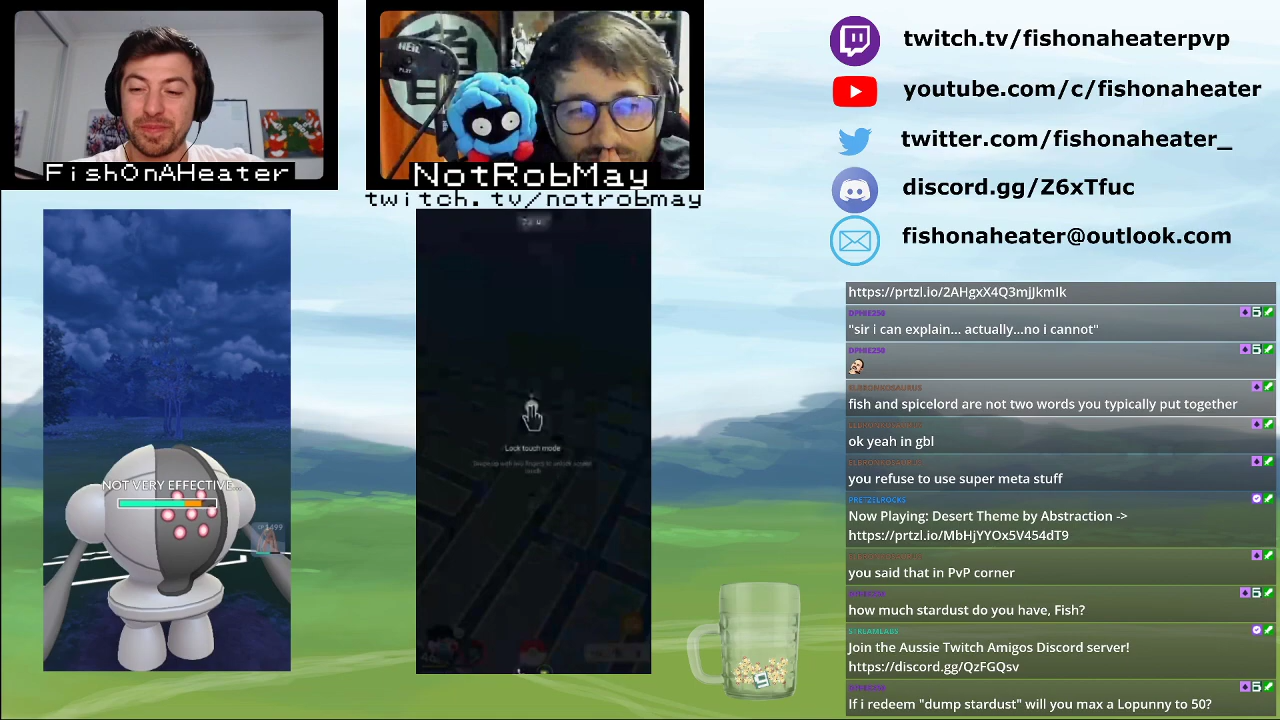 FishOnAHeater
NotRobMay
twitch.tv/notrobmay
NOT VERY EFFECTIVE...
Lock touch mode
twitch.tv/fishonaheaterpvp
youtube.com/c/fishonaheater
twitter.com/fishonaheater_
discord.gg/Z6xTfuc
fishonaheater@outlook.com
https://prtzl.io/2AHgxX4Q3mjJkmIk
DPHIE250
"sir i can explain... actually...no i cannot"
DPHIE250
fish and spicelord are not two words you typically put together
ok yeah in gbl
you refuse to use super meta stuff
PRETZELROCKS
Now Playing: Desert Theme by Abstraction ->
https://prtzl.io/MbHjYYOx5V454dT9
you said that in PvP corner
how much stardust do you have, Fish?
STREAMLABS
Join the Aussie Twitch Amigos Discord server!
https://discord.gg/QzFGQsv
If i redeem "dump stardust" will you max a Lopunny to 50?